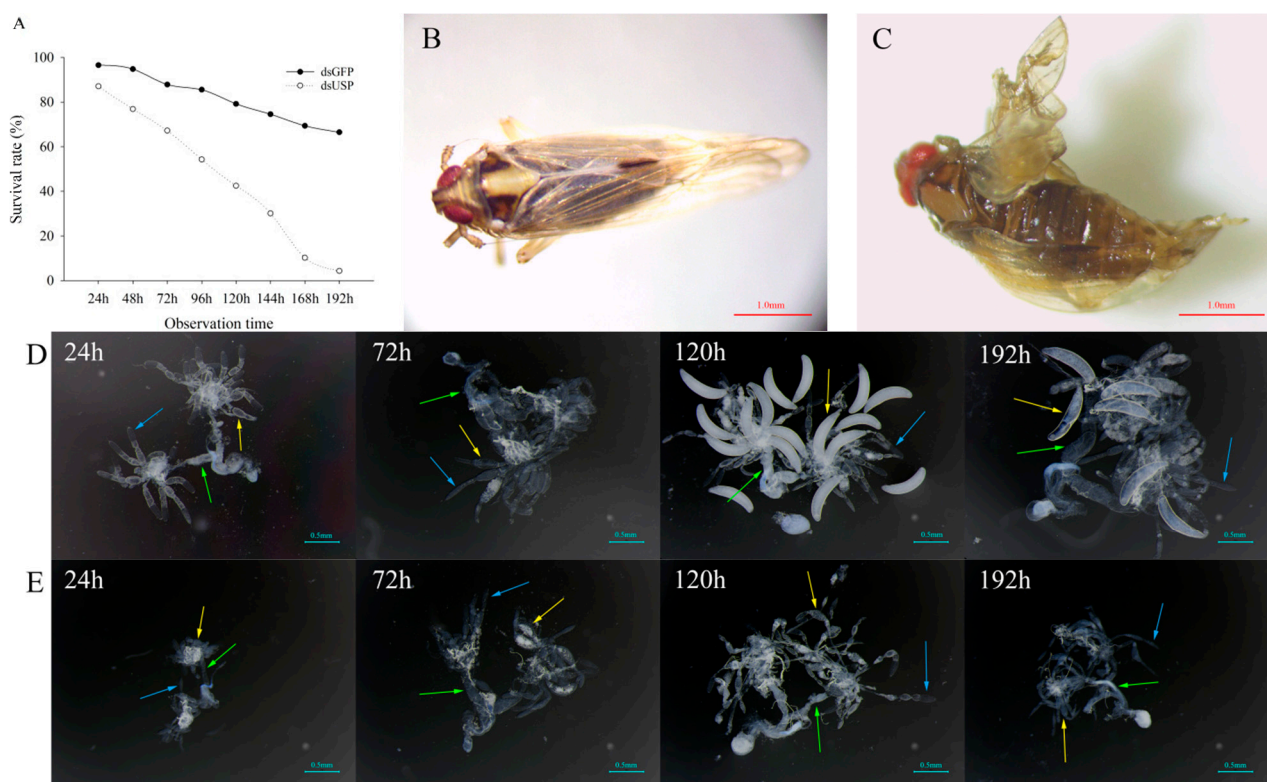 A
B
C
100
80
60
40
20
0
Survival rate (%)
dsGFP
dsUSP
24h 48h 72h 96h 120h 144h 168h 192h
Observation time
1.0mm
1.0mm
D
24h
72h
120h
192h
0.5mm
0.5mm
0.5mm
0.5mm
E
24h
72h
120h
192h
0.5mm
0.5mm
0.5mm
0.5mm